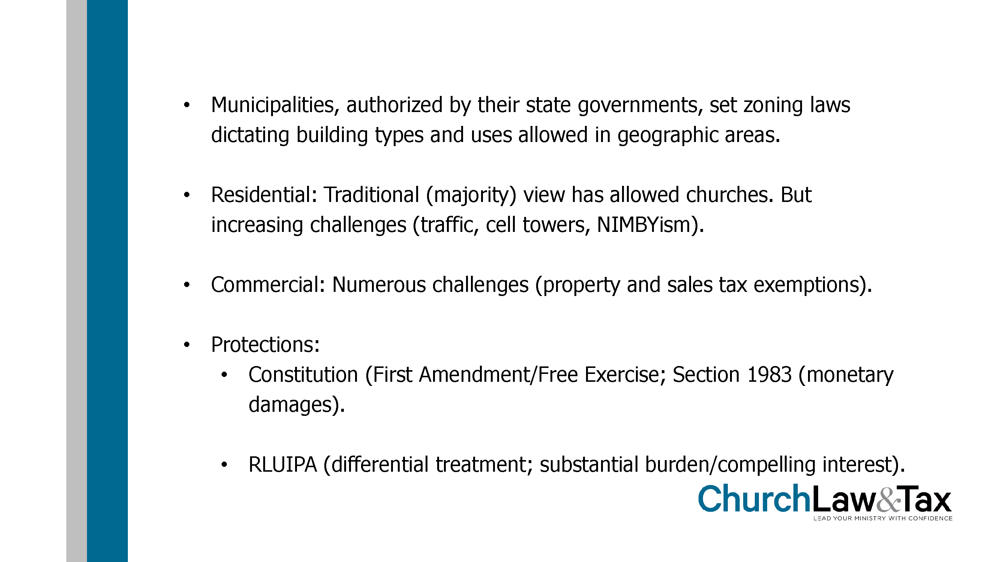 • Municipalities, authorized by their state governments, set zoning laws
dictating building types and uses allowed in geographic areas.
• Residential: Traditional (majority) view has allowed churches. But
increasing challenges (traffic, cell towers, NIMBYism).
• Commercial: Numerous challenges (property and sales tax exemptions).
• Protections:
• Constitution (First Amendment/Free Exercise; Section 1983 (monetary
damages).
• RLUIPA (differential treatment; substantial burden/compelling interest).
ChurchLaw&Tax
LEAD YOUR MINISTRY WITH CONFIDENCE